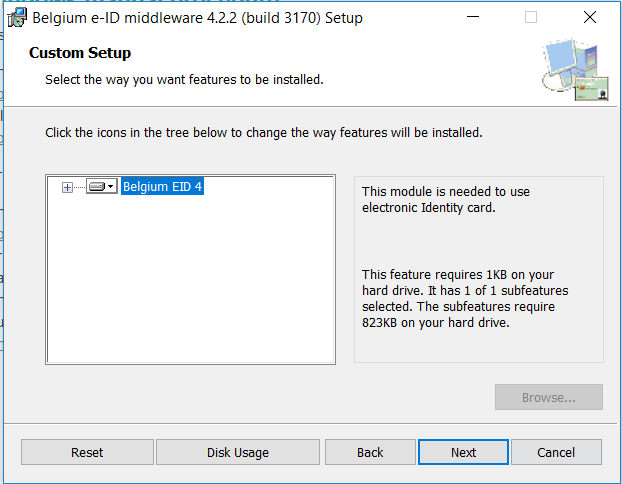 Belgium e-ID middleware 4.2.2 (build 3170) Setup
Custom Setup
Select the way you want features to be installed.
Click the icons in the tree below to change the way features will be installed.
Belgium EID 4
This module is needed to use
electronic Identity card.
This feature requires 1KB on your
hard drive. It has 1 of 1 subfeatures
selected. The subfeatures require
823KB on your hard drive.
Browse...
Reset
Disk Usage
Back
Next
Cancel